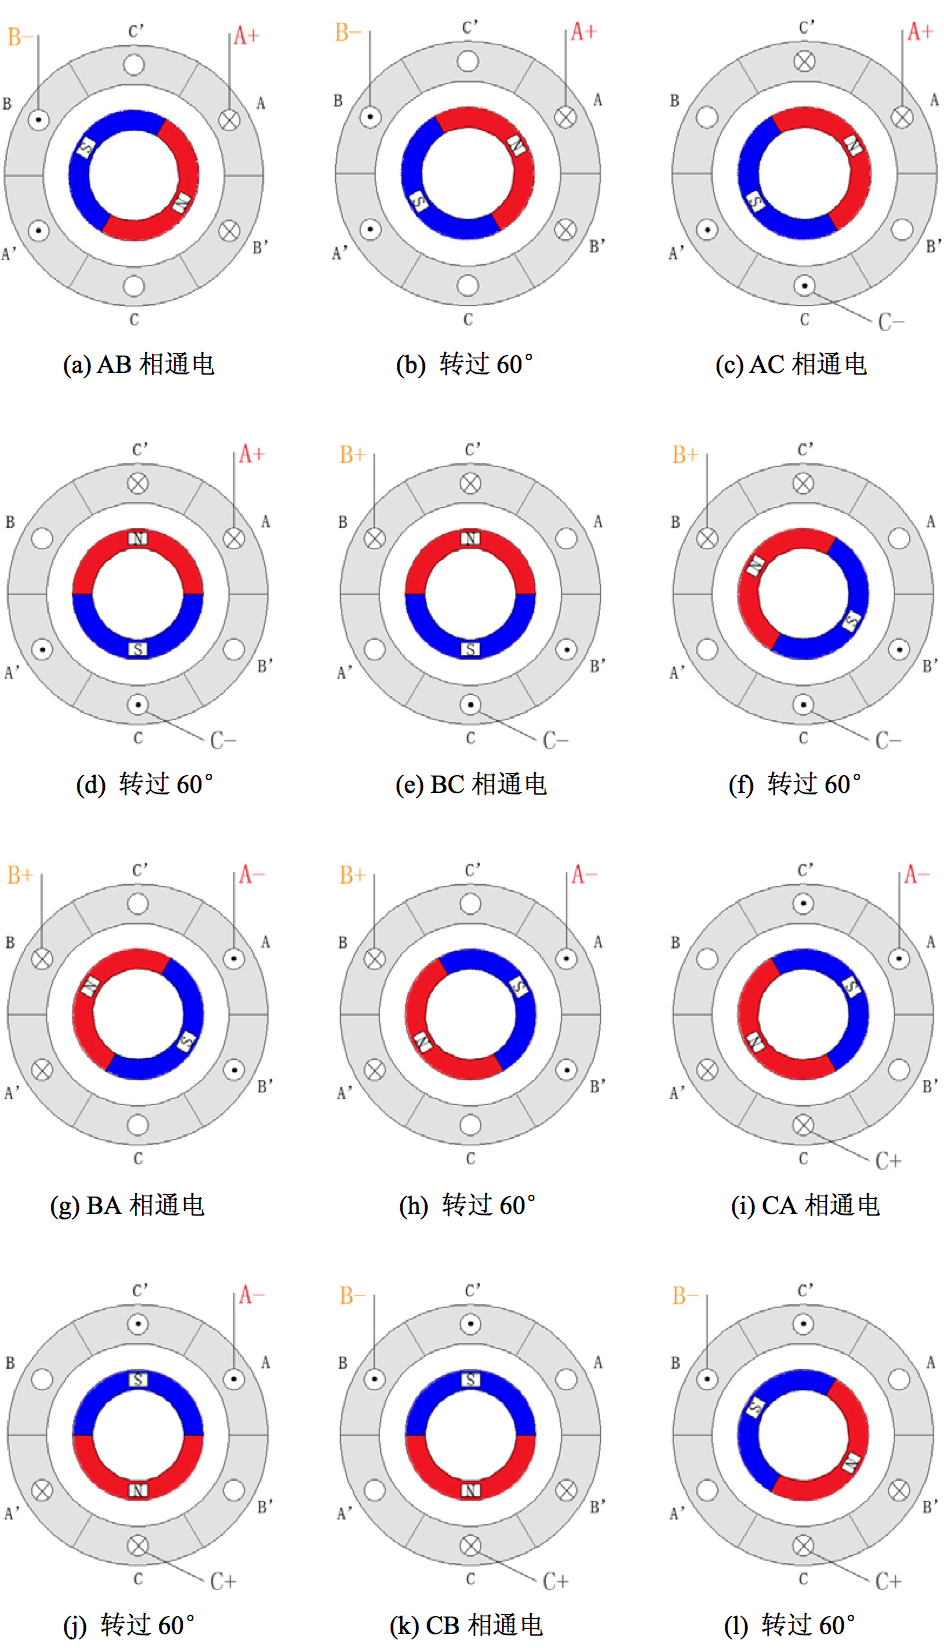 B- C' A+ B- C' A+ C' A+
B A B A B A
S N N S N S
A' B' A' B' A' B'
C C C C-
(a) AB 相通电 (b) 转过 60° (c) AC 相通电
C' A+ B+ C' B+ C'
B A B A B A
N N N
S S S
A' B' A' B' A' B'
C C- C C- C C-
(d) 转过 60° (e) BC 相通电 (f) 转过 60°
B+ C' A- B+ C' A- C' A-
B A B A B A
N S S N S N
A' B' A' B' A' B'
C C C C+
(g) BA 相通电 (h) 转过 60° (i) CA 相通电
C' A- B- C' B- C'
B A B A B A
S S S
N N N
A' B' A' B' A' B'
C C+ C C+ C C+
(j) 转过 60° (k) CB 相通电 (l) 转过 60°